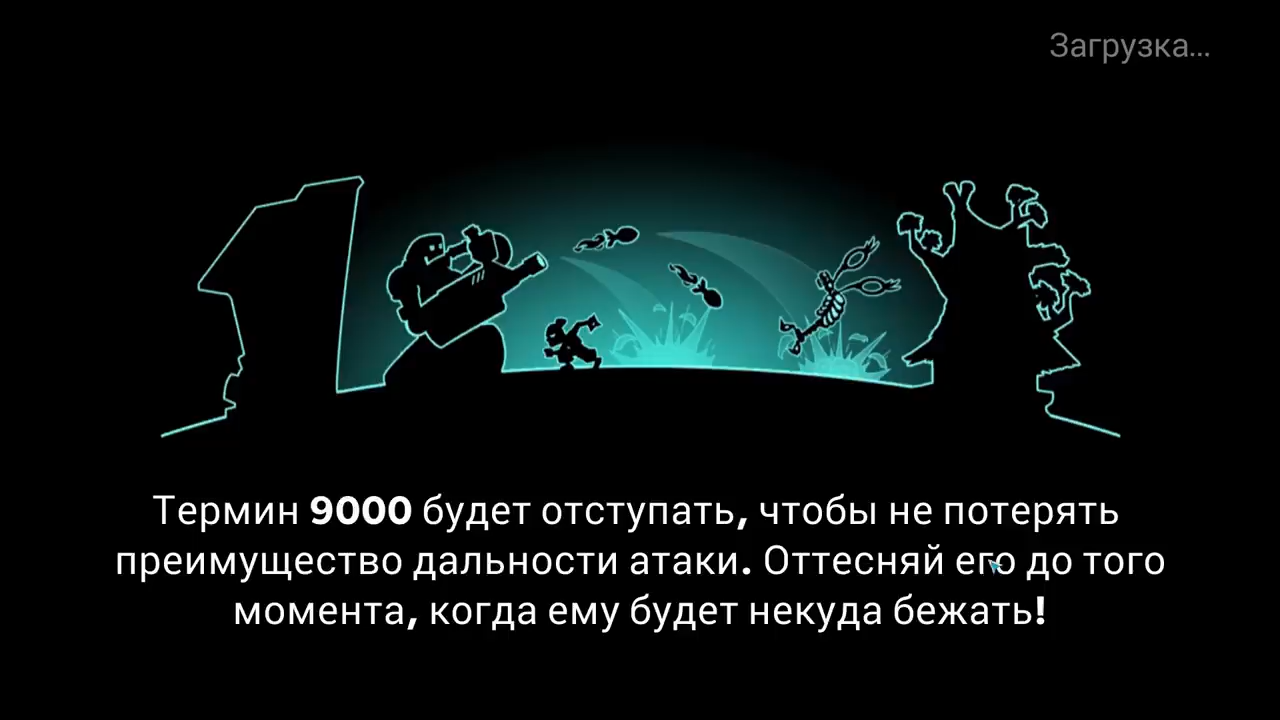 Загрузка...
Термин 9000 будет отступать, чтобы не потерять
преимущество дальности атаки. Оттесняй его до того
момента, когда ему будет некуда бежать!